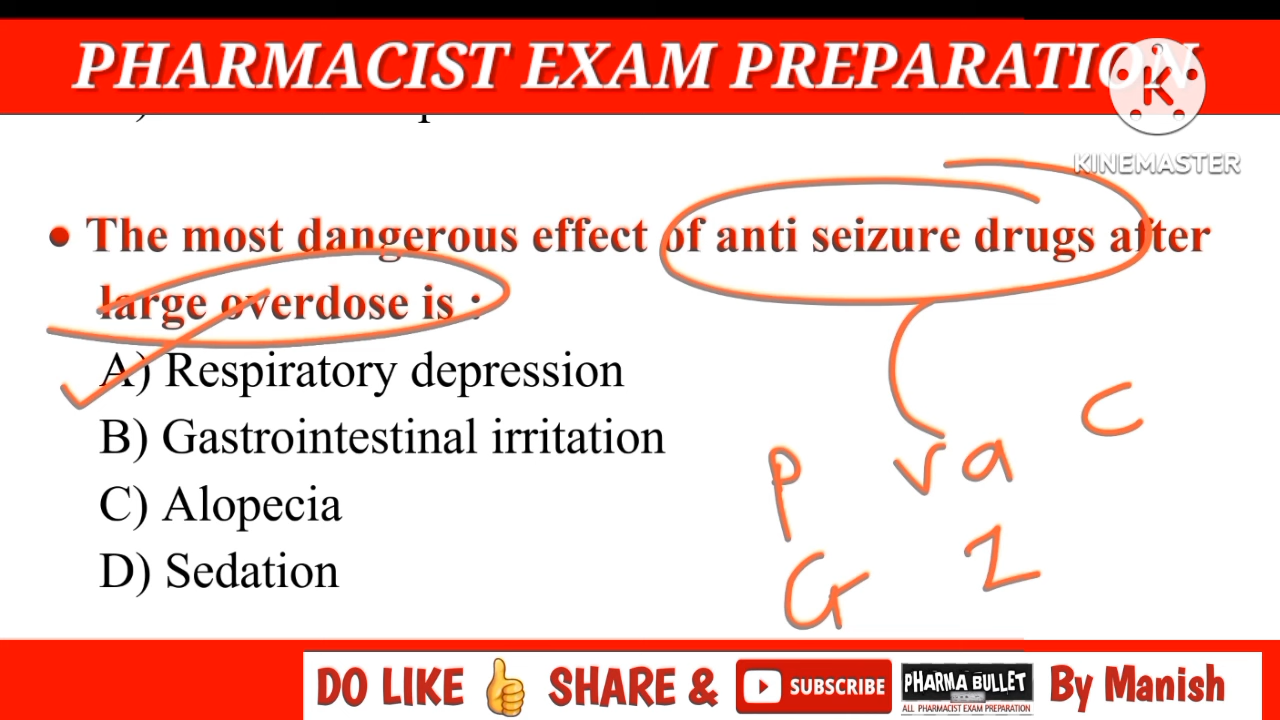 PHARMACIST EXAM PREPARATION
K
KINEMASTER
• The most dangerous effect of anti seizure drugs after
large overdose is :
A) Respiratory depression
B) Gastrointestinal irritation
C) Alopecia
D) Sedation
C
P va
G Z
DO LIKE 👍 SHARE & SUBSCRIBE PHARMA BULLET By Manish
ALL PHARMACIST EXAM PREPARATION